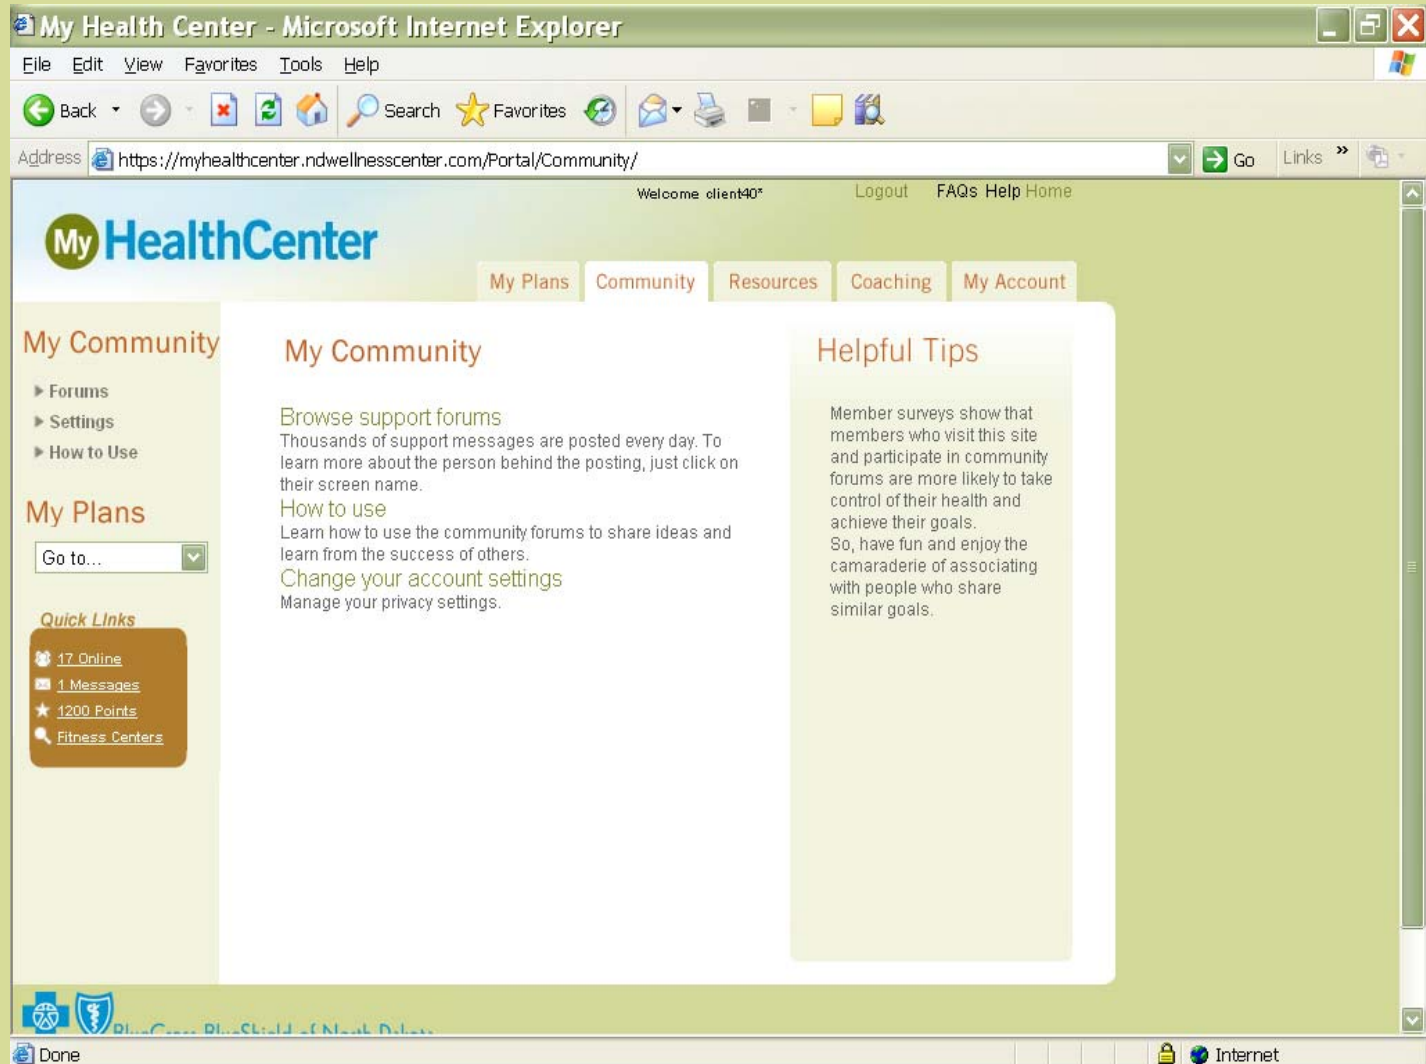 My Health Center - Microsoft Internet Explorer
File Edit View Favorites Tools Help
Back Search Favorites
Address https://myhealthcenter.ndwellnesscenter.com/Portal/Community/ Go Links »
Welcome client40* Logout FAQs Help Home
My HealthCenter
My Plans Community Resources Coaching My Account
My Community
Forums
Settings
How to Use
My Plans
Go to...
Quick LInks
17 Online
1 Messages
1200 Points
Fitness Centers
My Community
Browse support forums
Thousands of support messages are posted every day. To
learn more about the person behind the posting, just click on
their screen name.
How to use
Learn how to use the community forums to share ideas and
learn from the success of others.
Change your account settings
Manage your privacy settings.
Helpful Tips
Member surveys show that
members who visit this site
and participate in community
forums are more likely to take
control of their health and
achieve their goals.
So, have fun and enjoy the
camaraderie of associating
with people who share
similar goals.
BlueCross BlueShield of North Dakota
Done Internet